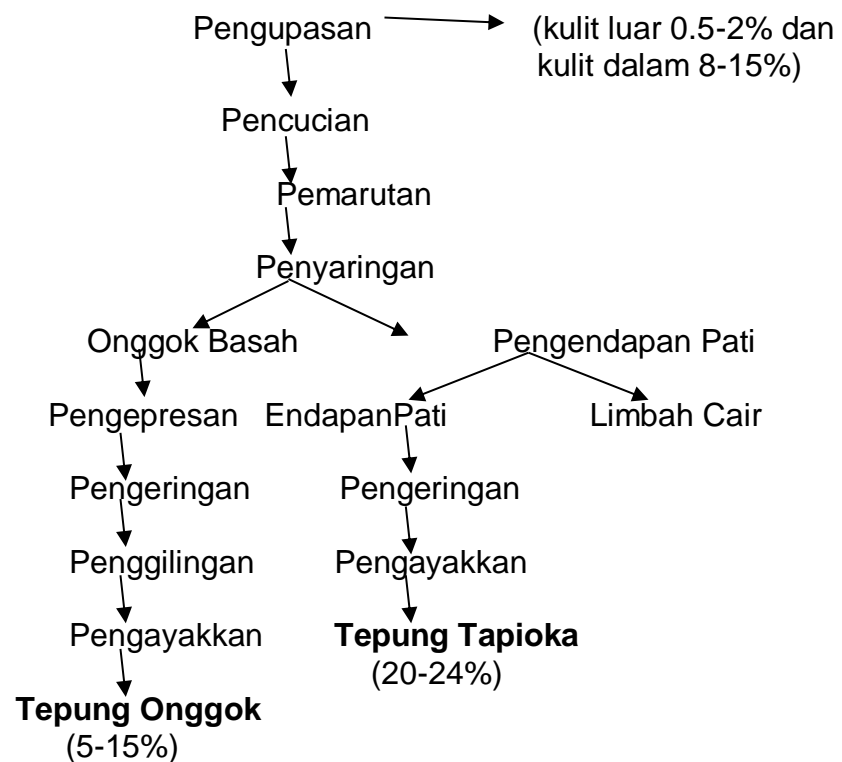 Pengupasan (kulit luar 0.5-2% dan
kulit dalam 8-15%)
Pencucian
Pemarutan
Penyaringan
Onggok Basah Pengendapan Pati
Pengepresan EndapanPati Limbah Cair
Pengeringan Pengeringan
Penggilingan Pengayakkan
Pengayakkan Tepung Tapioka
(20-24%)
Tepung Onggok
(5-15%)